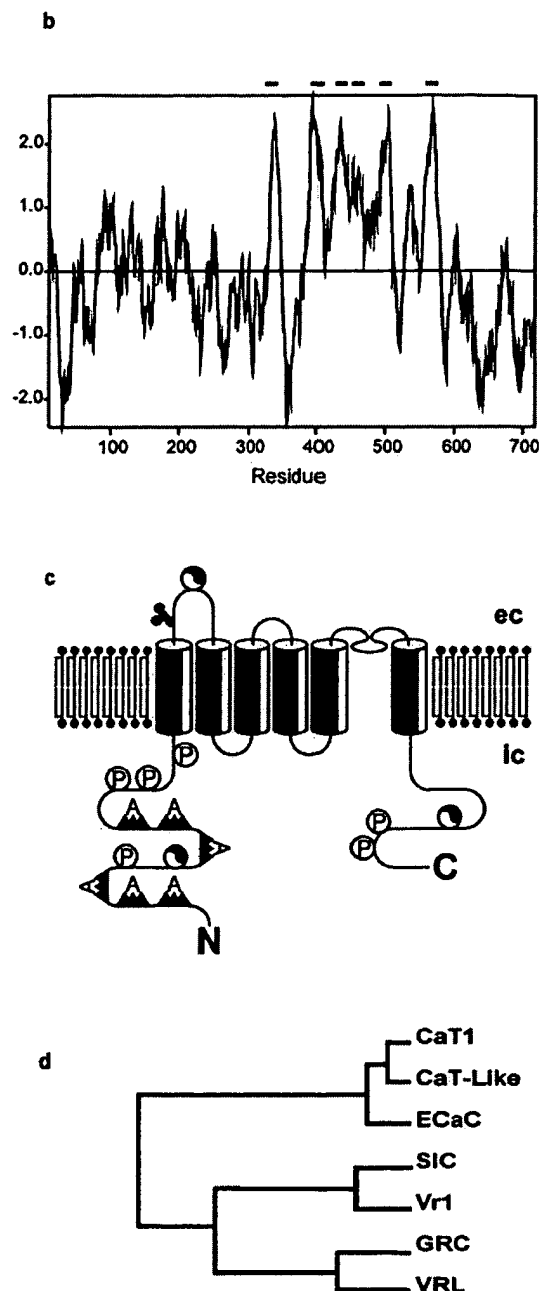 b
2.0
1.0
0.0
-1.0
-2.0
100 200 300 400 500 600 700
Residue
c
ec
ic
P
P P
A A
P
A A
A A
N
P
P
C
d
CaT1
CaT-Like
ECaC
SIC
Vr1
GRC
VRL